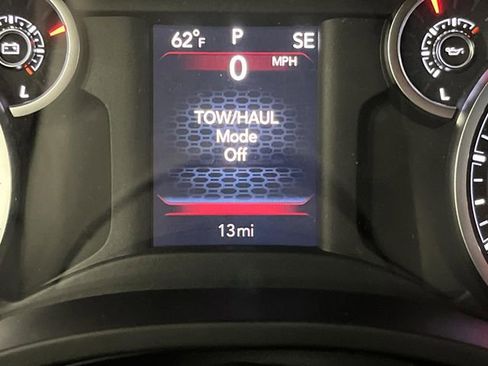 62°F P SE
0 MPH
TOW/HAUL
Mode
Off
13mi
L
L